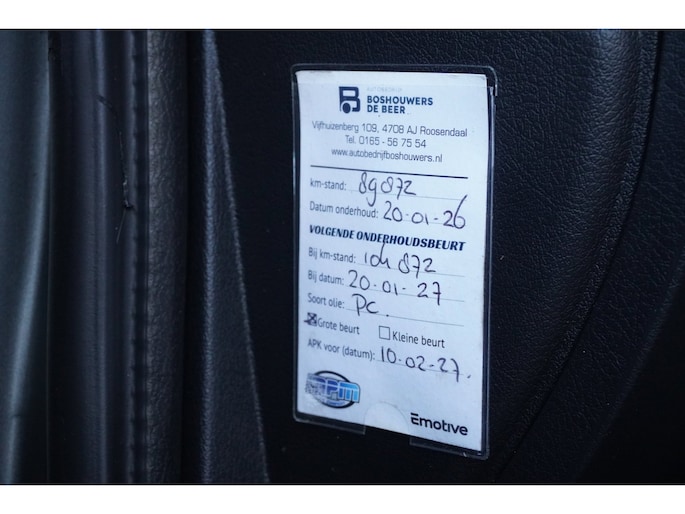 AUTOBEDRIJF
BOSHOUWERS
DE BEER
Vijfhuizenberg 109, 4708 AJ Roosendaal
Tel. 0165 - 56 75 54
www.autobedrijfboshouwers.nl
km-stand: 89872
Datum onderhoud: 20-01-26
VOLGENDE ONDERHOUDSBEURT
Bij km-stand: 104872
Bij datum: 20-01-27
Soort olie: PC.
Grote beurt Kleine beurt
APK voor (datum): 10-02-27.
Emotive